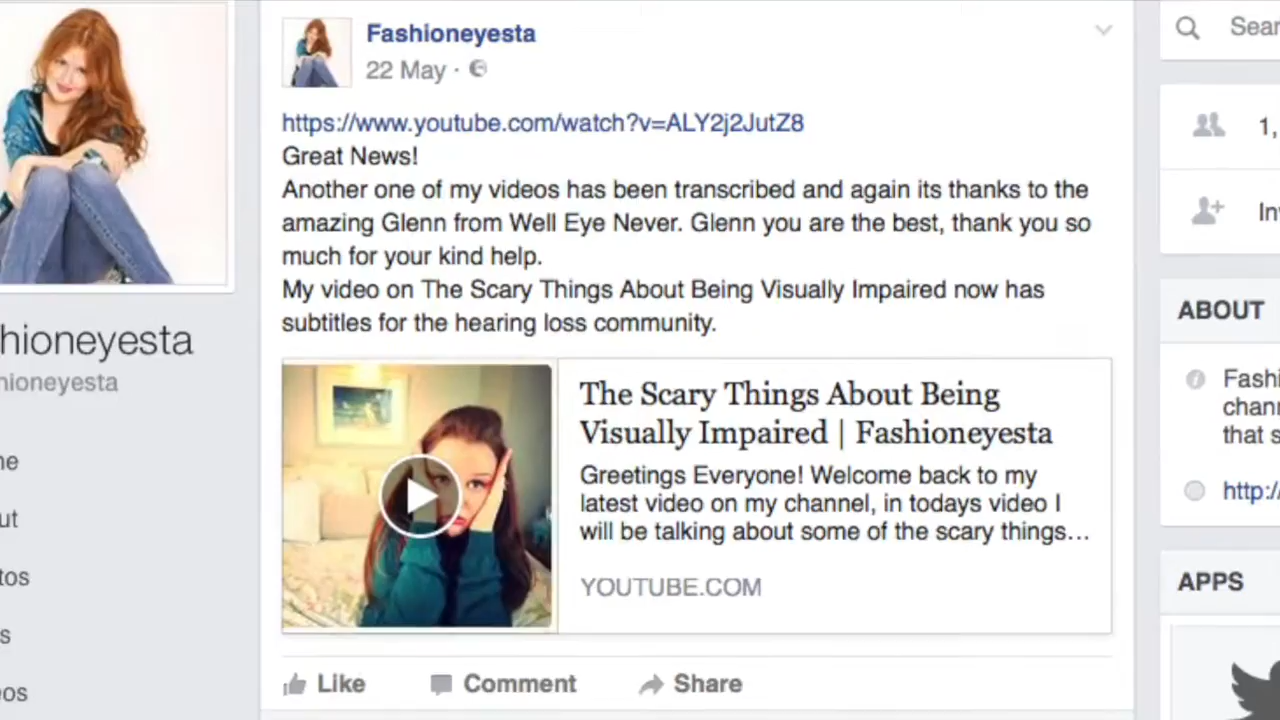 Fashioneyesta
22 May ·
https://www.youtube.com/watch?v=ALY2j2JutZ8
Great News!
Another one of my videos has been transcribed and again its thanks to the
amazing Glenn from Well Eye Never. Glenn you are the best, thank you so
much for your kind help.
My video on The Scary Things About Being Visually Impaired now has
subtitles for the hearing loss community.
The Scary Things About Being
Visually Impaired | Fashioneyesta
Greetings Everyone! Welcome back to my
latest video on my channel, in todays video I
will be talking about some of the scary things...
YOUTUBE.COM
Like Comment Share
hioneyesta
hioneyesta
ne
ut
tos
s
eos
Sear
1,
Inv
ABOUT
Fashi
chann
that s
http:/
APPS